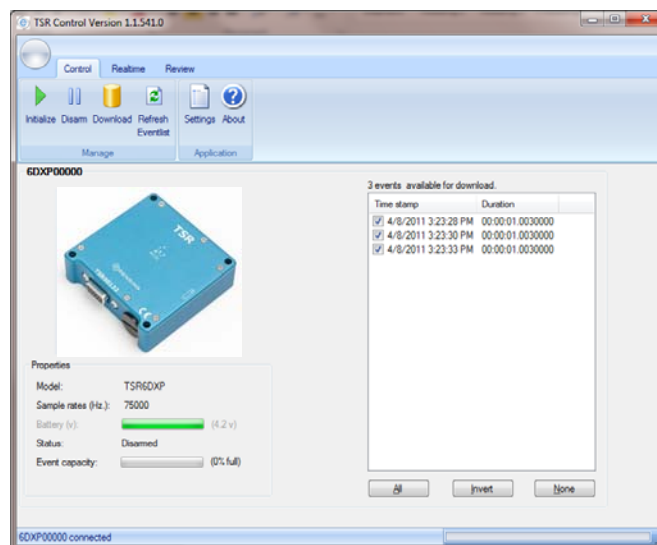 TSR Control Version 1.1.541.0
Control Realtime Review
Initialize Disarm Download Refresh Eventlist Settings About
Manage Application
6DXP00000
3 events available for download.
Time stamp Duration
4/8/2011 3:23:28 PM 00:00:01.0030000
4/8/2011 3:23:30 PM 00:00:01.0030000
4/8/2011 3:23:33 PM 00:00:01.0030000
TSR
Properties
Model: TSR6DXP
Sample rates (Hz.): 75000
Battery (v): (4.2 v)
Status: Disarmed
Event capacity: (0% full)
All Invert None
6DXP00000 connected